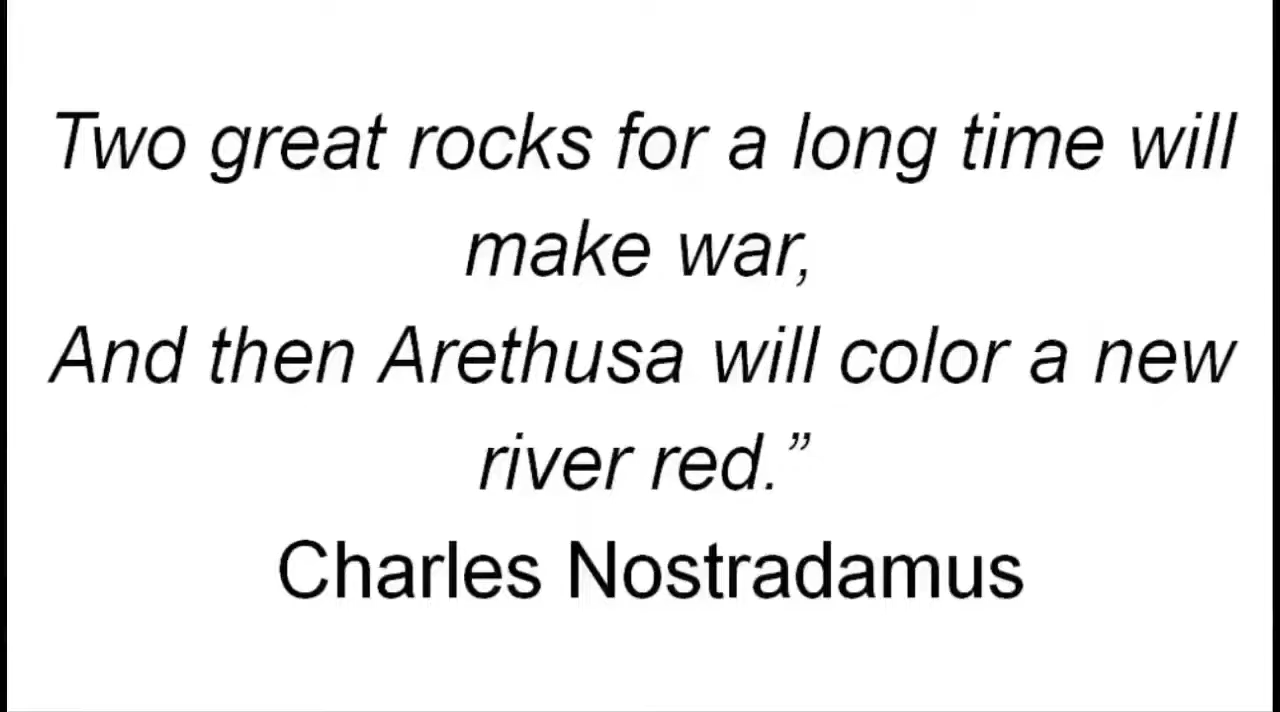 Two great rocks for a long time will
make war,
And then Arethusa will color a new
river red.”
Charles Nostradamus